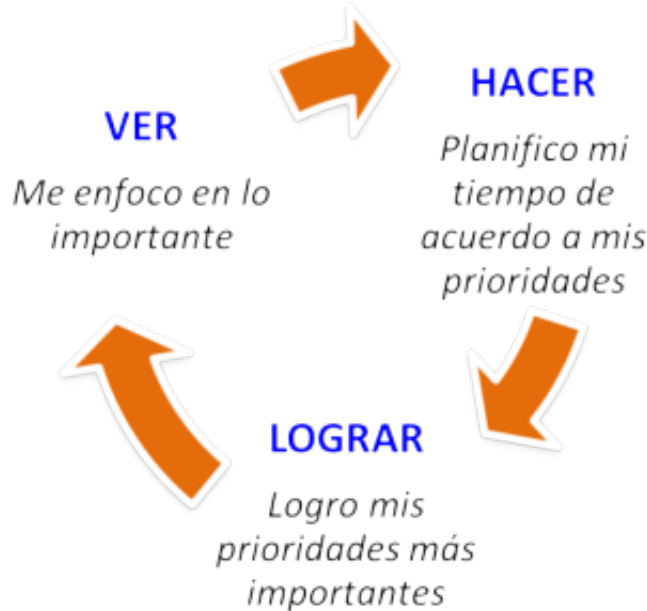 VER
Me enfoco en lo
importante
HACER
Planifico mi
tiempo de
acuerdo a mis
prioridades
LOGRAR
Logro mis
prioridades más
importantes